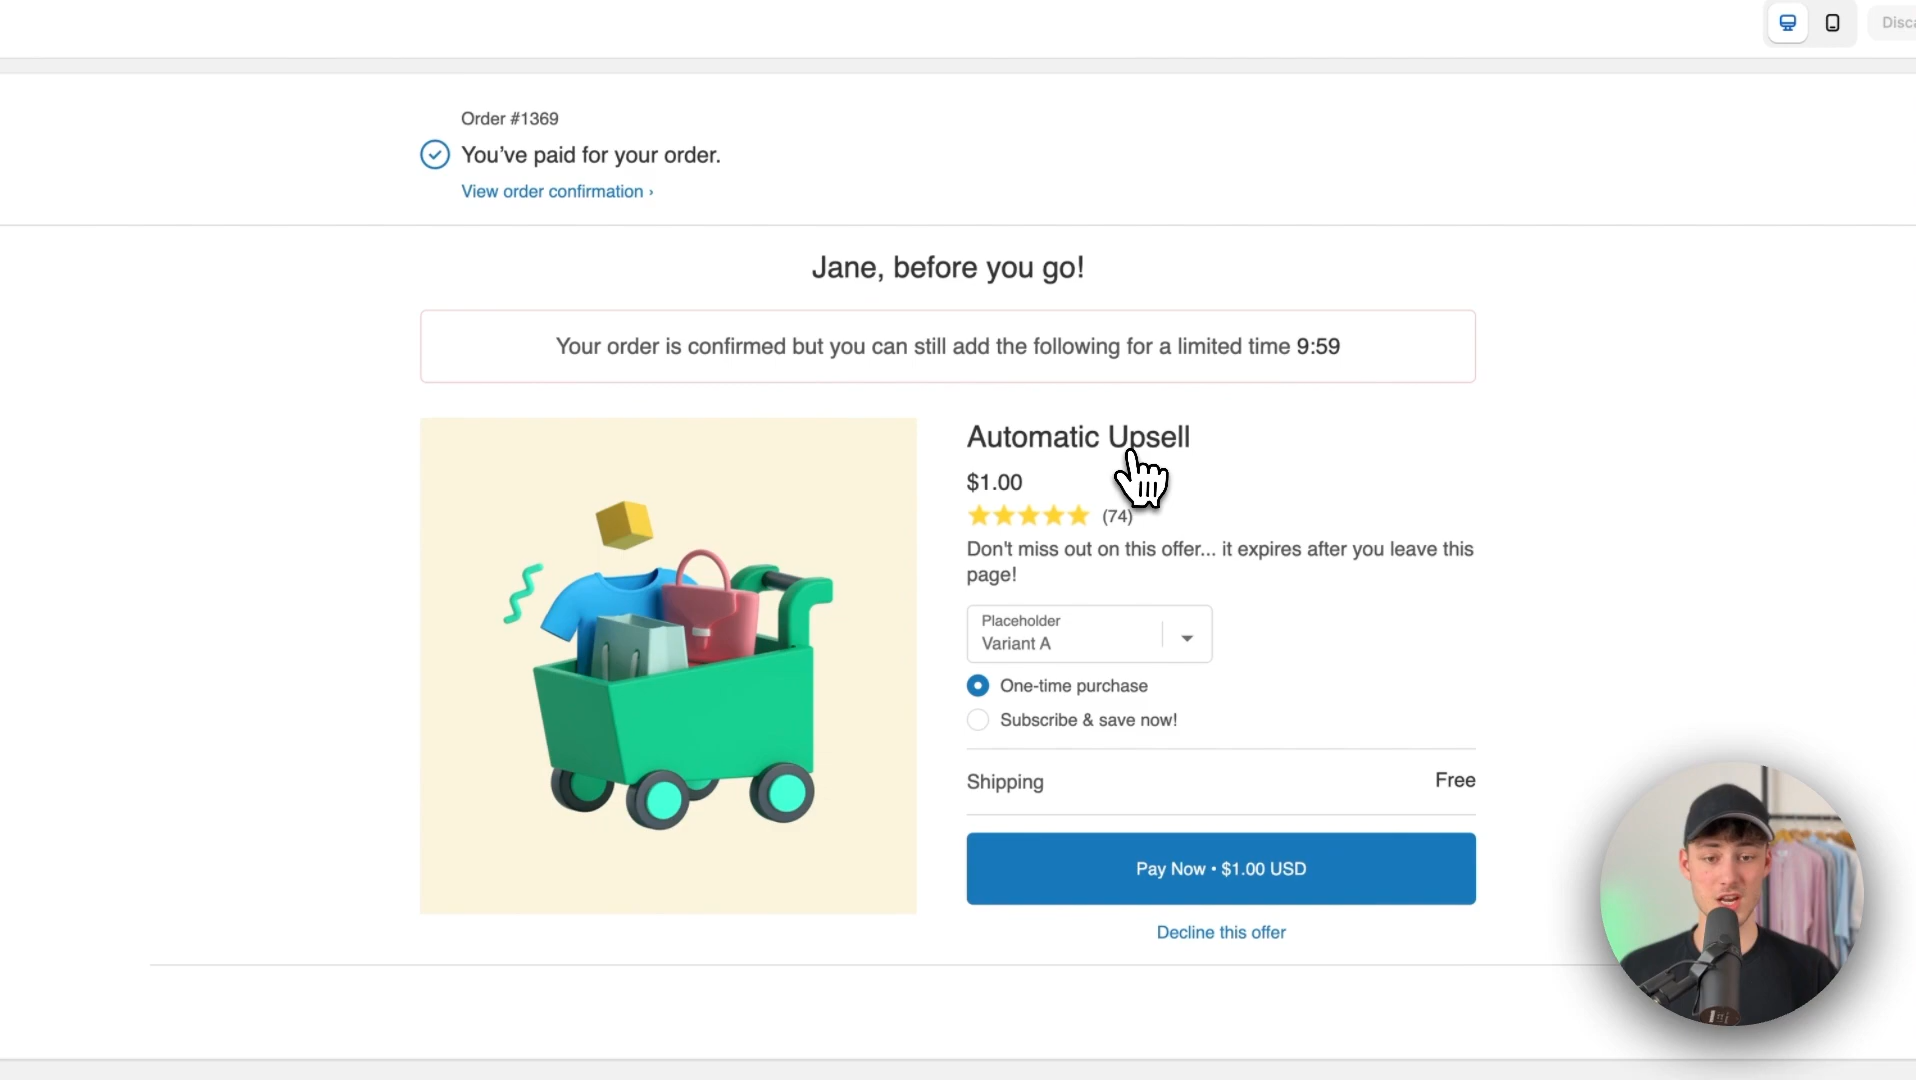 Order #1369
You've paid for your order.
View order confirmation ›
Jane, before you go!
Your order is confirmed but you can still add the following for a limited time 9:59
Automatic Upsell
$1.00
(74)
Don't miss out on this offer... it expires after you leave this
page!
Placeholder
Variant A
One-time purchase
Subscribe & save now!
Shipping
Free
Pay Now • $1.00 USD
Decline this offer